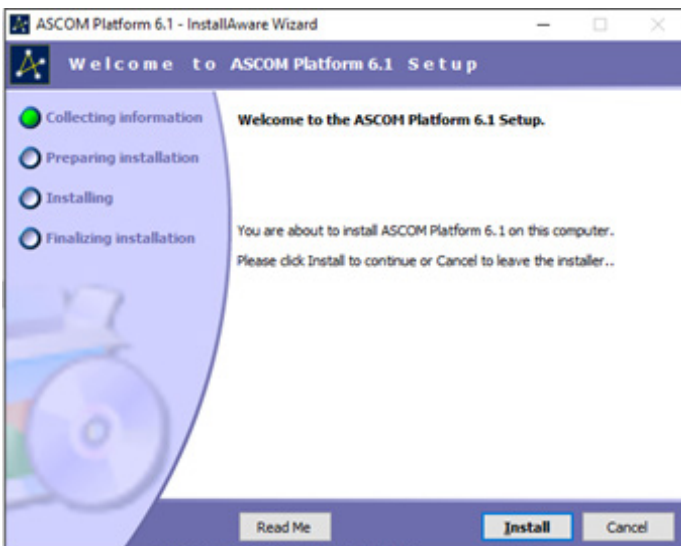 ASCOM Platform 6.1 - InstallAware Wizard
Welcome to ASCOM Platform 6.1 Setup
Collecting information
Preparing installation
Installing
Finalizing installation
Welcome to the ASCOM Platform 6.1 Setup.
You are about to install ASCOM Platform 6.1 on this computer.
Please click Install to continue or Cancel to leave the installer..
Read Me
Install
Cancel